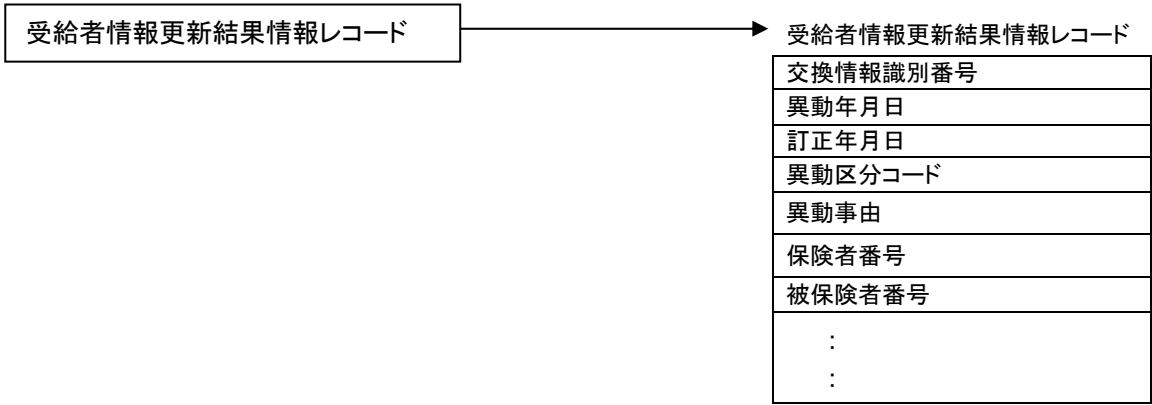 受給者情報更新結果情報レコード
受給者情報更新結果情報レコード
交換情報識別番号
異動年月日
訂正年月日
異動区分コード
異動事由
保険者番号
被保険者番号
：
：